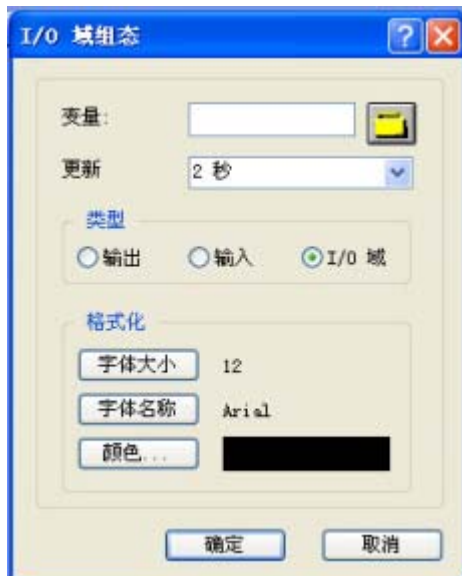 I/O 域组态
变量:
更新 2 秒
类型
输出 输入 I/O 域
格式化
字体大小 12
字体名称 Arial
颜色...
确定 取消